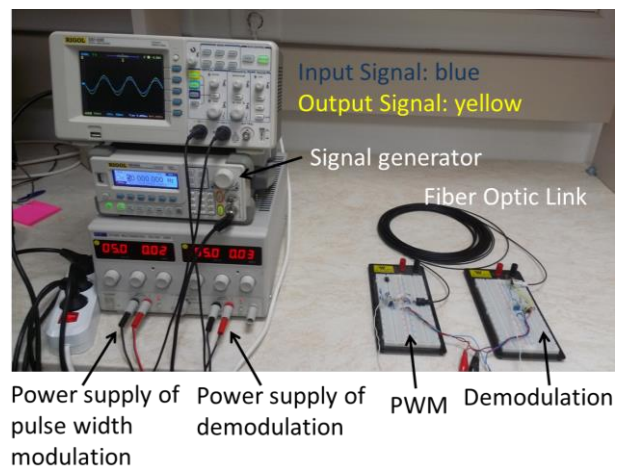 RIGOL
Input Signal: blue
Output Signal: yellow
Signal generator
RIGOL
Fiber Optic Link
05.0 0.02 05.0 0.03
Power supply of pulse width modulation
Power supply of demodulation
PWM
Demodulation